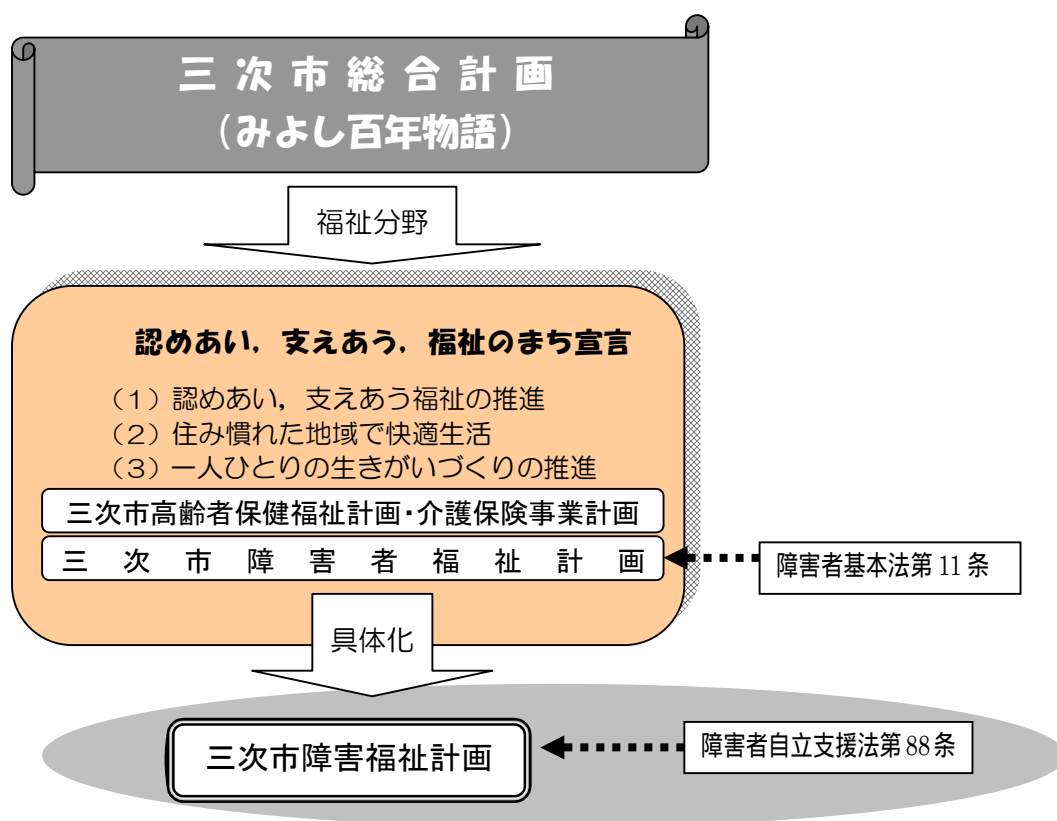 三次市総合計画
（みよし百年物語）
福祉分野
認めあい，支えあう，福祉のまち宣言
（１）認めあい，支えあう福祉の推進
（２）住み慣れた地域で快適生活
（３）一人ひとりの生きがいづくりの推進
三次市高齢者保健福祉計画・介護保険事業計画
三次市障害者福祉計画
障害者基本法第 11 条
具体化
三次市障害福祉計画
障害者自立支援法第 88 条